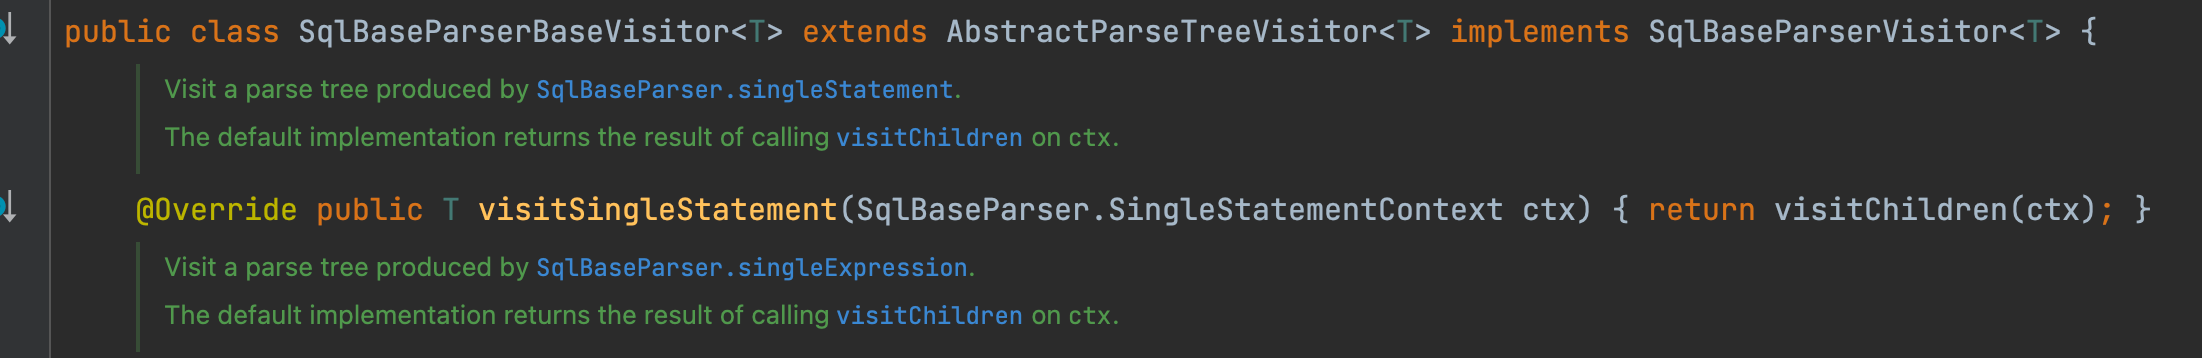 public class SqlBaseParserBaseVisitor<T> extends AbstractParseTreeVisitor<T> implements SqlBaseParserVisitor<T> {
Visit a parse tree produced by SqlBaseParser.singleStatement.
The default implementation returns the result of calling visitChildren on ctx.
@Override public T visitSingleStatement(SqlBaseParser.SingleStatementContext ctx) { return visitChildren(ctx); }
Visit a parse tree produced by SqlBaseParser.singleExpression.
The default implementation returns the result of calling visitChildren on ctx.